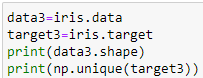 data3=iris.data
target3=iris.target
print(data3.shape)
print(np.unique(target3))